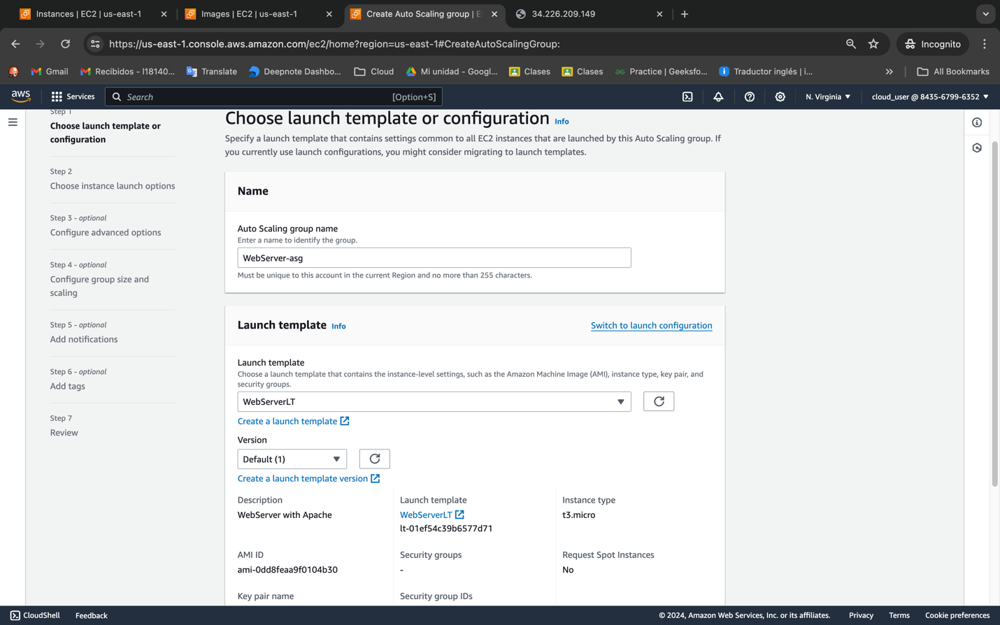 Instances | EC2 | us-east-1
Images | EC2 | us-east-1
Create Auto Scaling group | E
34.226.209.149
https://us-east-1.console.aws.amazon.com/ec2/home?region=us-east-1#CreateAutoScalingGroup:
Incognito
Gmail
Recibidos - l18140...
Translate
Deepnote Dashbo...
Cloud
Mi unidad - Googl...
Clases
Clases
Practice | Geeksfo...
Traductor inglés | i...
All Bookmarks
aws
Services
Search
[Option+S]
N. Virginia
cloud_user @ 8435-6799-6352
Step 1
Choose launch template or
configuration
Step 2
Choose instance launch options
Step 3 - optional
Configure advanced options
Step 4 - optional
Configure group size and
scaling
Step 5 - optional
Add notifications
Step 6 - optional
Add tags
Step 7
Review
Choose launch template or configuration Info
Specify a launch template that contains settings common to all EC2 instances that are launched by this Auto Scaling group. If
you currently use launch configurations, you might consider migrating to launch templates.
Name
Auto Scaling group name
Enter a name to identify the group.
WebServer-asg
Must be unique to this account in the current Region and no more than 255 characters.
Launch template Info
Switch to launch configuration
Launch template
Choose a launch template that contains the instance-level settings, such as the Amazon Machine Image (AMI), instance type, key pair, and
security groups.
WebServerLT
Create a launch template
Version
Default (1)
Create a launch template version
Description
WebServer with Apache
Launch template
WebServerLT
lt-01ef54c39b6577d71
Instance type
t3.micro
AMI ID
ami-0dd8feaa9f0104b30
Security groups
-
Request Spot Instances
No
Key pair name
Security group IDs
CloudShell
Feedback
© 2024, Amazon Web Services, Inc. or its affiliates.
Privacy
Terms
Cookie preferences